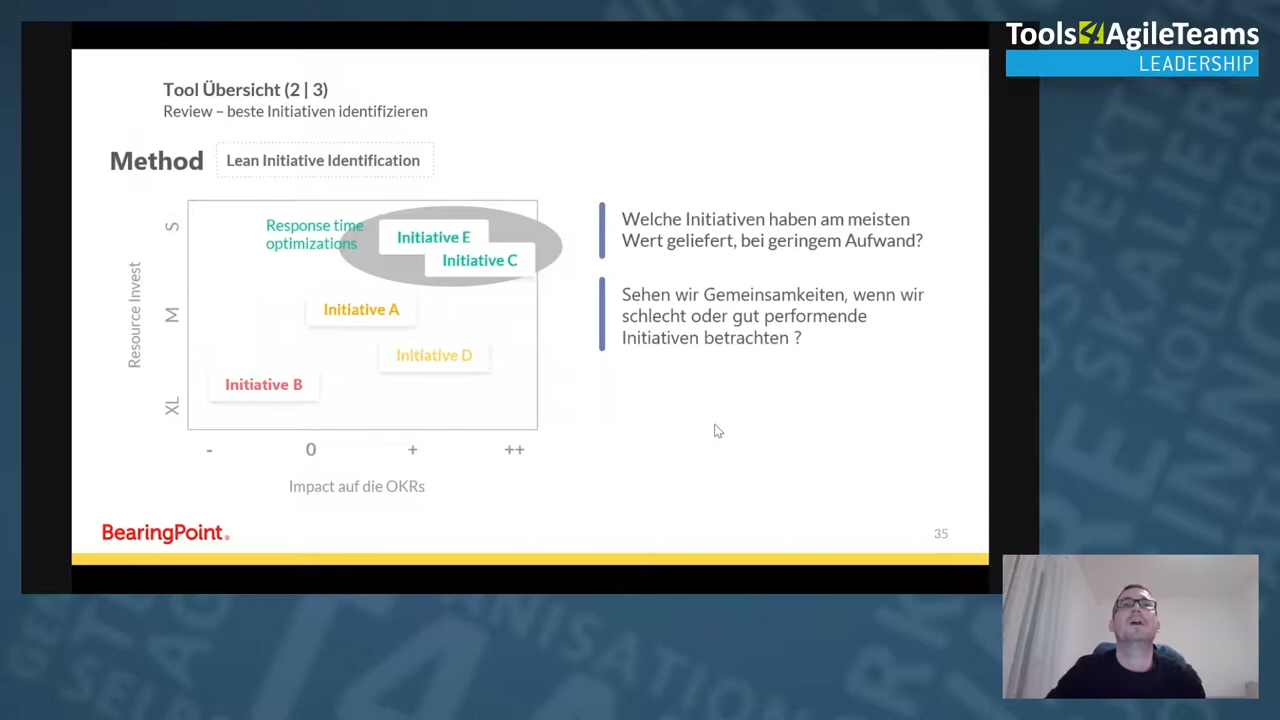 Tools4AgileTeams
LEADERSHIP
Tool Übersicht (2 | 3)
Review – beste Initiativen identifizieren
Method
Lean Initiative Identification
Resource Invest
S
M
XL
Response time
optimizations
Initiative E
Initiative C
Initiative A
Initiative D
Initiative B
-
0
+
++
Impact auf die OKRs
Welche Initiativen haben am meisten
Wert geliefert, bei geringem Aufwand?
Sehen wir Gemeinsamkeiten, wenn wir
schlecht oder gut performende
Initiativen betrachten ?
BearingPoint®
35